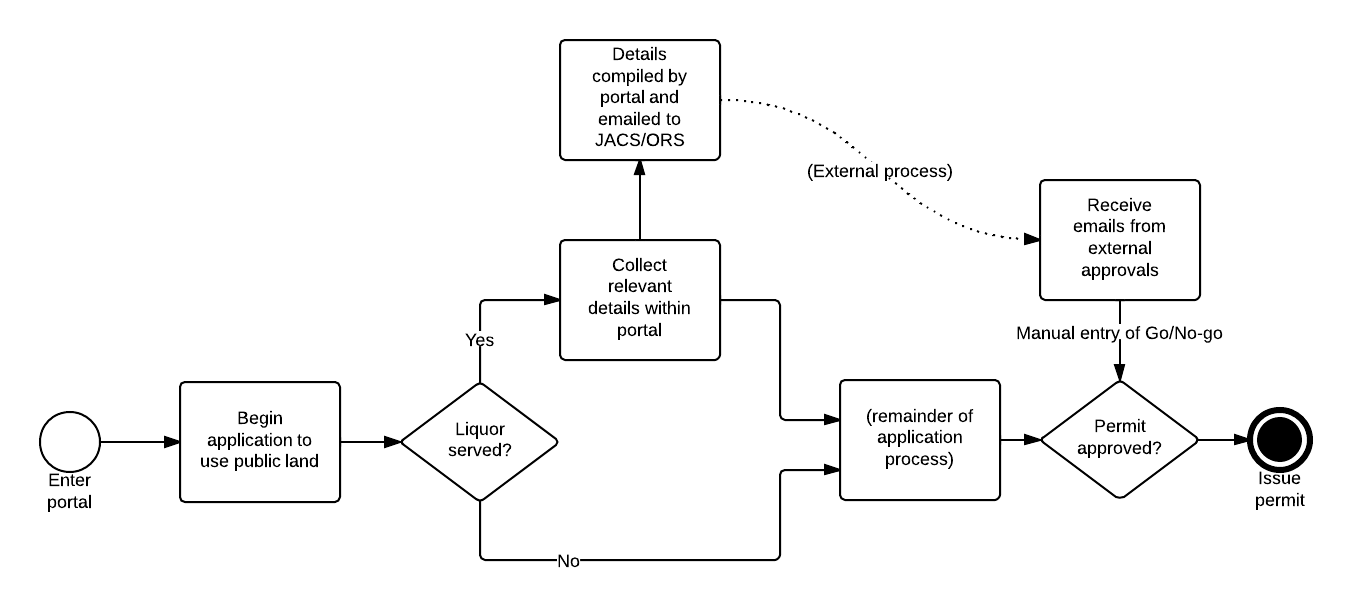 Details
compiled by
portal and
emailed to
JACS/ORS
(External process)
Receive
emails from
external
approvals
Collect
relevant
details within
portal
Manual entry of Go/No-go
Yes
Begin
application to
use public land
Liquor
served?
(remainder of
application
process)
Permit
approved?
Enter
portal
Issue
permit
No